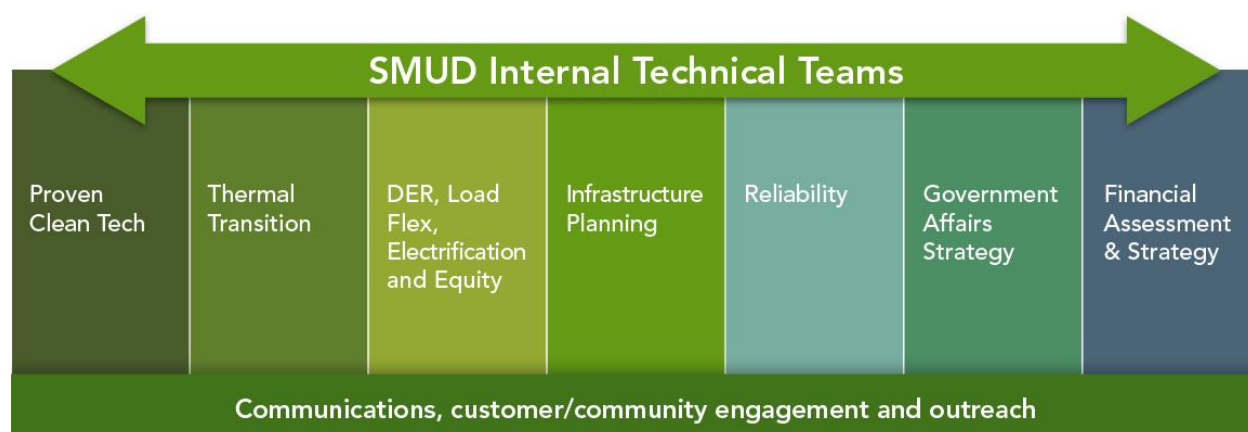 SMUD Internal Technical Teams
Proven
Clean Tech
Thermal
Transition
DER, Load
Flex,
Electrification
and Equity
Infrastructure
Planning
Reliability
Government
Affairs
Strategy
Financial
Assessment
& Strategy
Communications, customer/community engagement and outreach